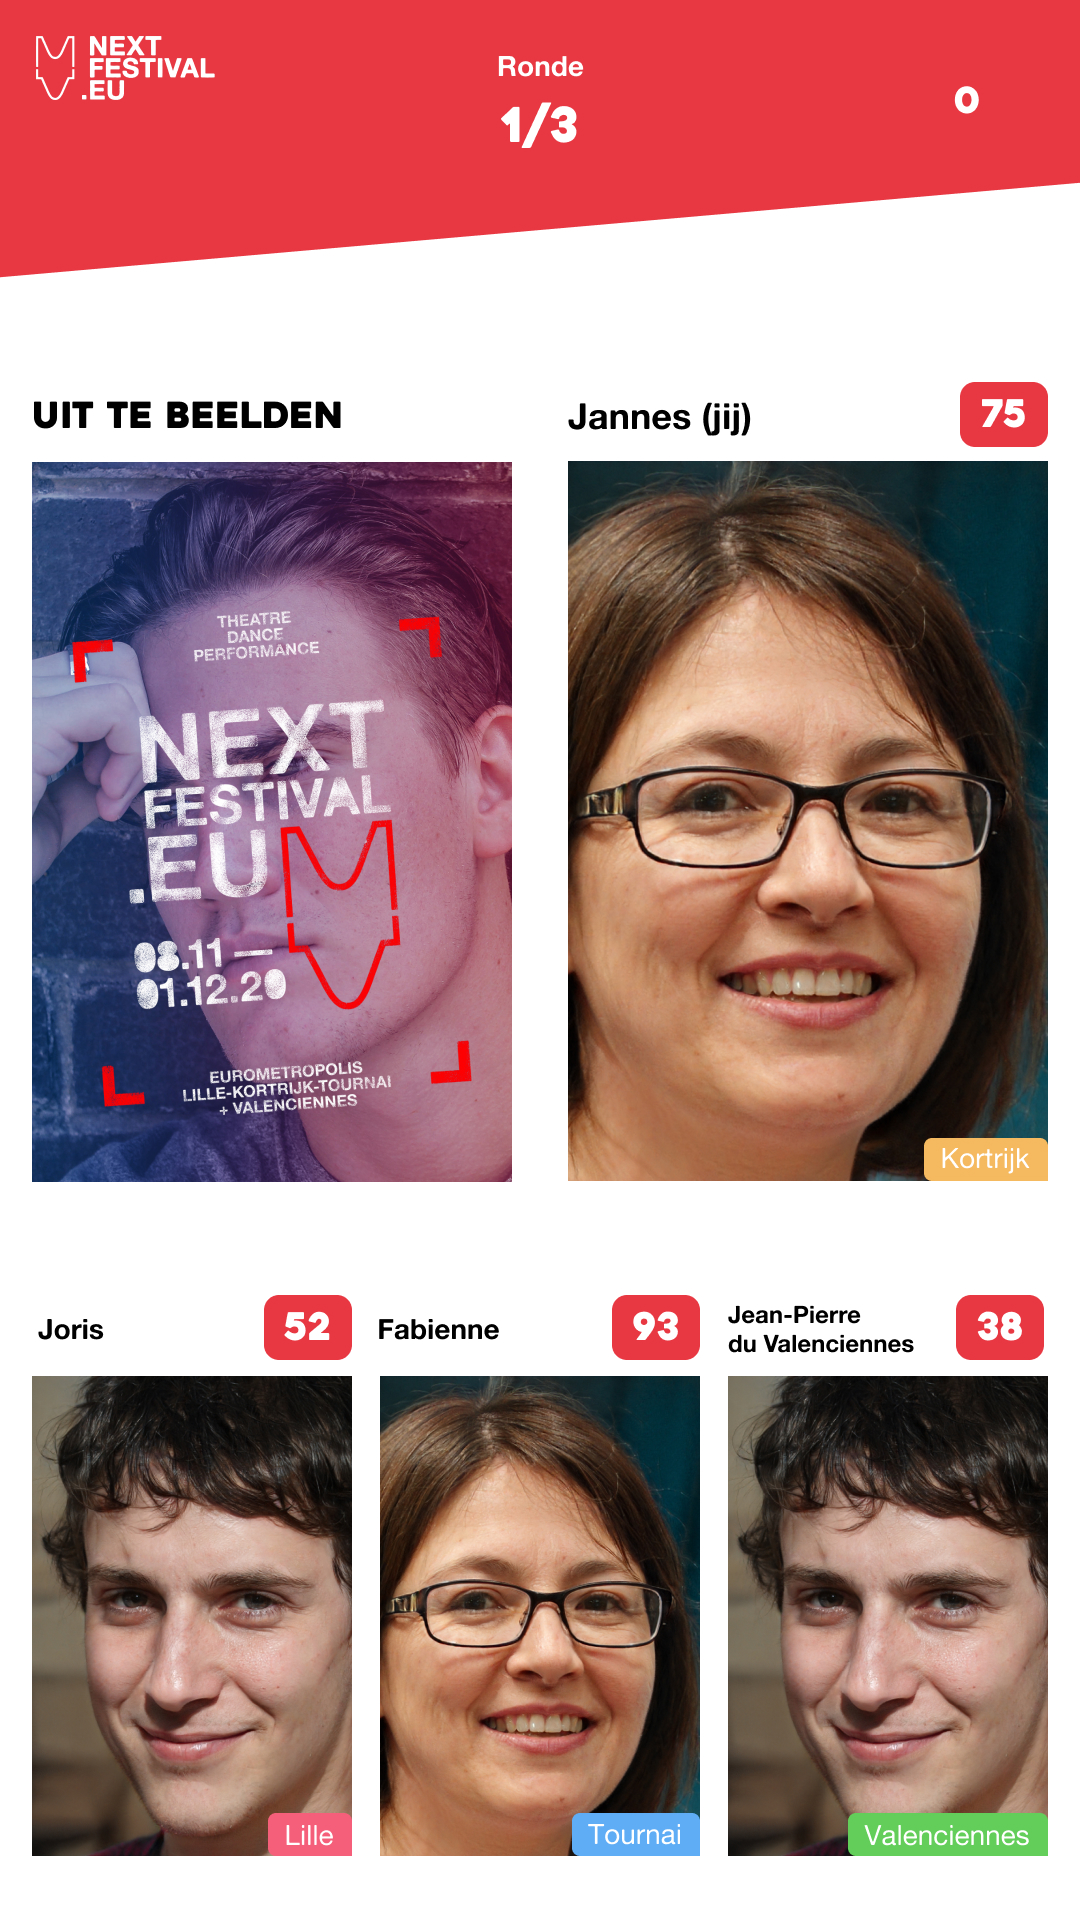 NEXT
FESTIVAL
.EU
Ronde
1/3
0
UIT TE BEELDEN
Jannes (jij)
75
THEATRE
DANCE
PERFORMANCE
NEXT
FESTIVAL
.EU
08.11 —
01.12.20
EUROMETROPOLIS
LILLE-KORTRIJK-TOURNAI
+ VALENCIENNES
Kortrijk
Joris
52
Fabienne
93
Jean-Pierre
du Valenciennes
38
Lille
Tournai
Valenciennes